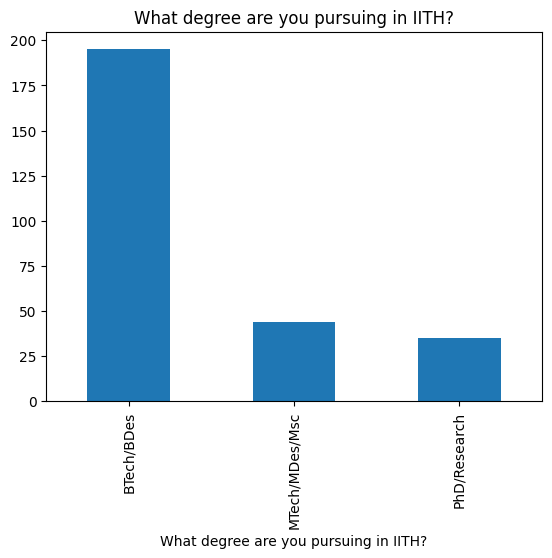 What degree are you pursuing in IITH?
200
175
150
125
100
75
50
25
0
BTech/BDes
MTech/MDes/Msc
PhD/Research
What degree are you pursuing in IITH?